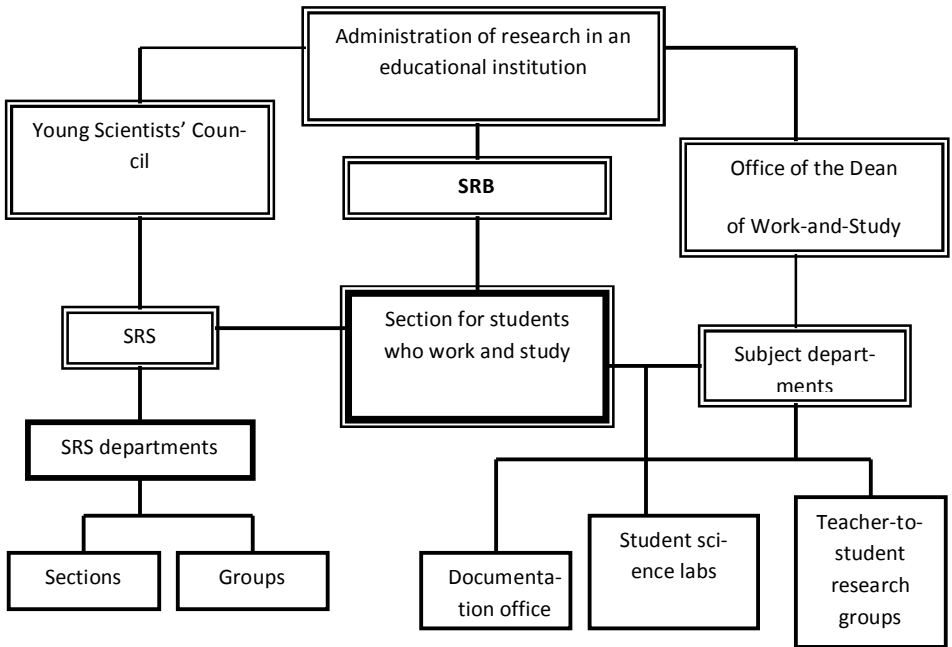 Administration of research in an
educational institution
Young Scientists’ Coun-
cil
SRB
Office of the Dean
of Work-and-Study
SRS
Section for students
who work and study
Subject depart-
ments
SRS departments
Sections
Groups
Documenta-
tion office
Student sci-
ence labs
Teacher-to-
student
research
groups